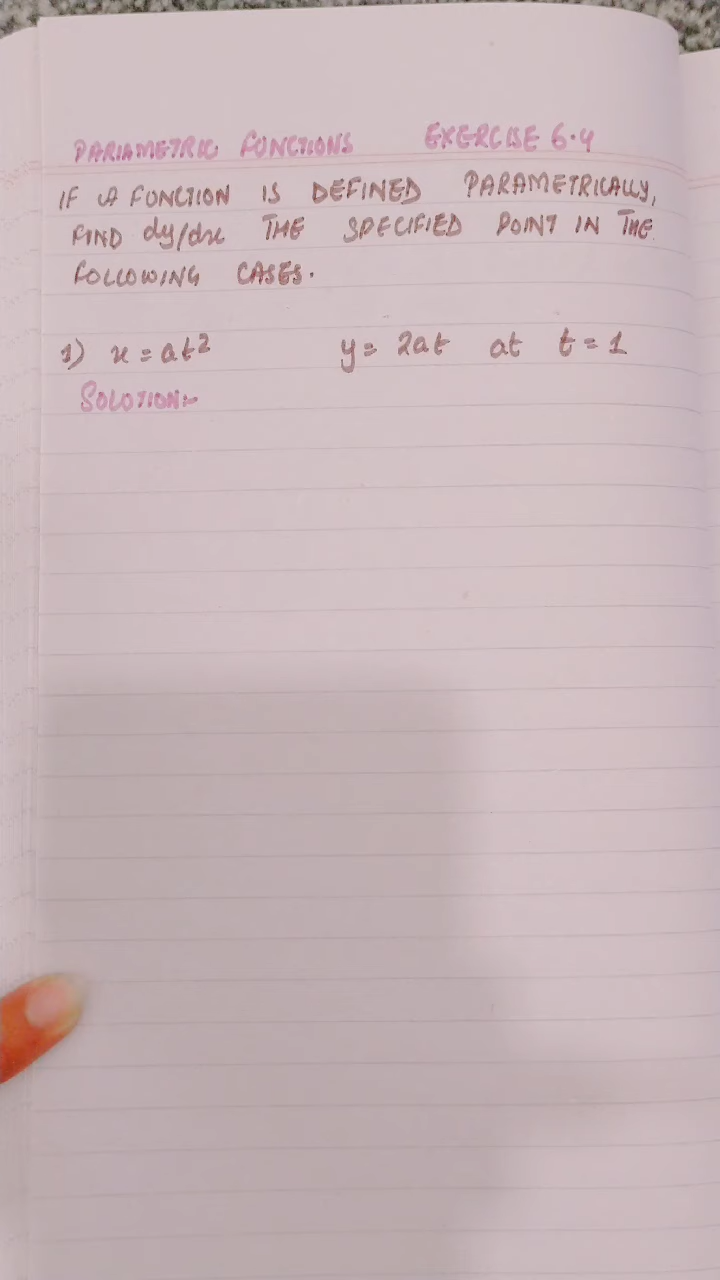 PARAMETRIC FUNCTIONS EXERCISE 6.4
IF A FUNCTION IS DEFINED PARAMETRICALLY,
FIND dy/dx THE SPECIFIED POINT IN THE
FOLLOWING CASES.
1) x = at² y = 2at at t = 1
SOLUTION:-